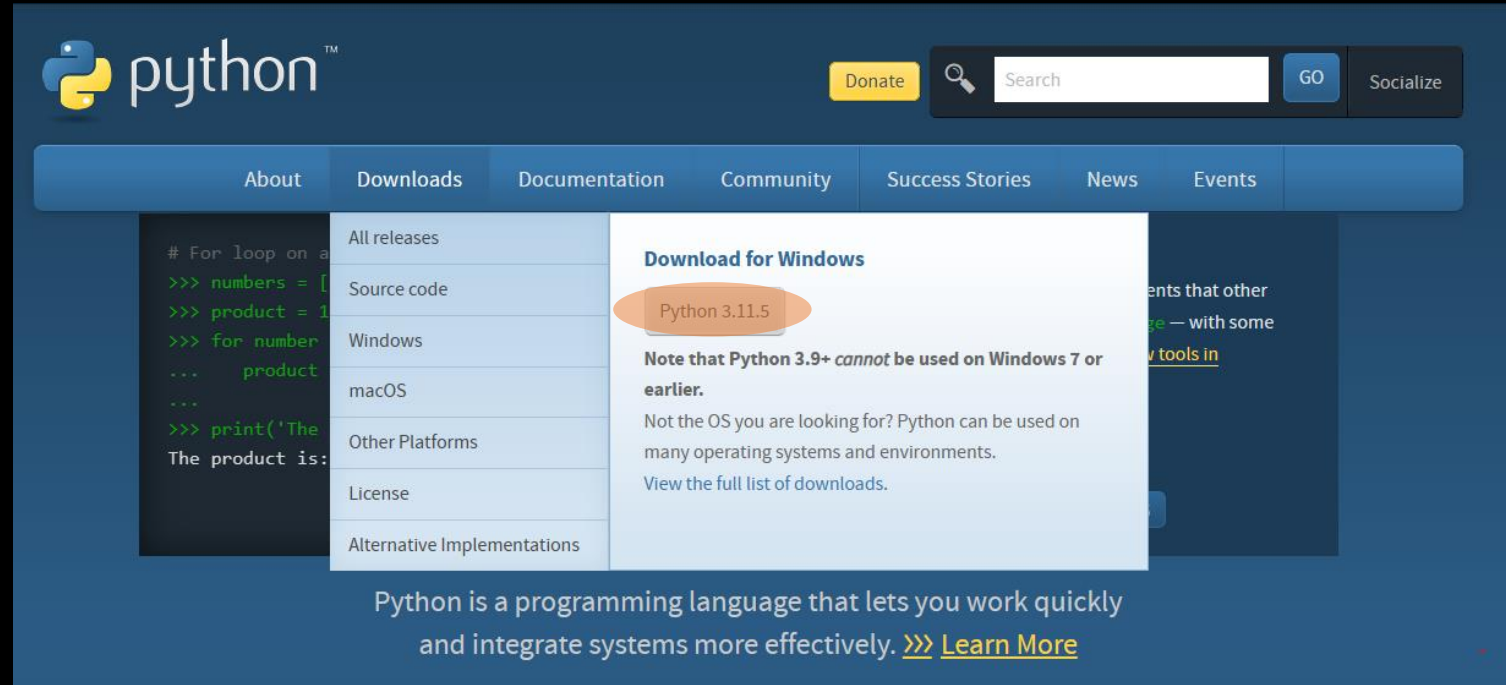 python™
Donate
Search
GO
Socialize
About
Downloads
Documentation
Community
Success Stories
News
Events
# For loop on a
>>> numbers = [
>>> product = 1
>>> for number
... product
...
>>> print('The
The product is:
All releases
Source code
Windows
macOS
Other Platforms
License
Alternative Implementations
Download for Windows
Python 3.11.5
Note that Python 3.9+ cannot be used on Windows 7 or
earlier.
Not the OS you are looking for? Python can be used on
many operating systems and environments.
View the full list of downloads.
ents that other
— with some
tools in
Python is a programming language that lets you work quickly
and integrate systems more effectively. >>> Learn More